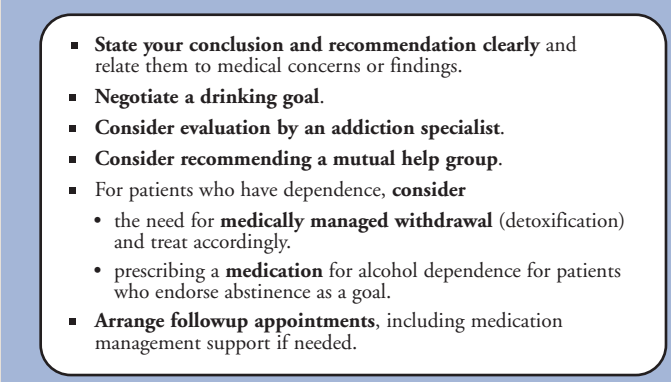 ▪ State your conclusion and recommendation clearly and
relate them to medical concerns or findings.
▪ Negotiate a drinking goal.
▪ Consider evaluation by an addiction specialist.
▪ Consider recommending a mutual help group.
▪ For patients who have dependence, consider
• the need for medically managed withdrawal (detoxification)
and treat accordingly.
• prescribing a medication for alcohol dependence for patients
who endorse abstinence as a goal.
▪ Arrange followup appointments, including medication
management support if needed.